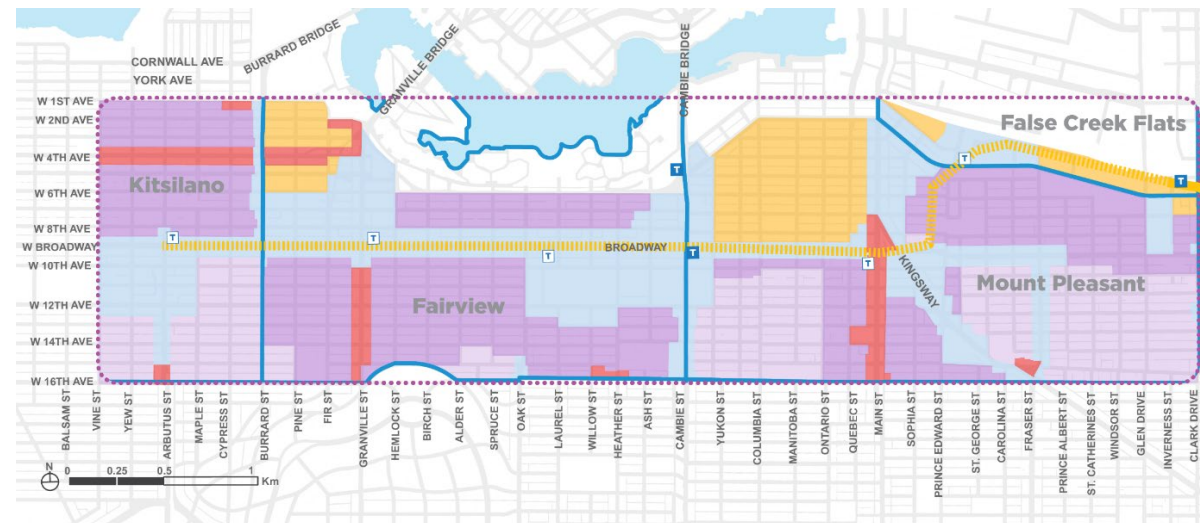 CORNWALL AVE
YORK AVE
BURRARD BRIDGE
GRANVILLE BRIDGE
CAMBIE BRIDGE
W 1ST AVE
W 2ND AVE
W 4TH AVE
W 6TH AVE
W 8TH AVE
W BROADWAY
W 10TH AVE
W 12TH AVE
W 14TH AVE
W 16TH AVE
False Creek Flats
Kitsilano
Fairview
Mount Pleasant
BROADWAY
KINGSWAY
T
T
T
T
T
T
T
T
BALSAM ST
VINE ST
YEW ST
ARBUTUS ST
MAPLE ST
CYPRESS ST
BURRARD ST
PINE ST
FIR ST
GRANVILLE ST
HEMLOCK ST
BIRCH ST
ALDER ST
SPRUCE ST
OAK ST
LAUREL ST
WILLOW ST
HEATHER ST
ASH ST
CAMBIE ST
YUKON ST
COLUMBIA ST
MANITOBA ST
ONTARIO ST
QUEBEC ST
MAIN ST
SOPHIA ST
PRINCE EDWARD ST
ST. GEORGE ST
CAROLINA ST
FRASER ST
PRINCE ALBERT ST
ST. CATHERINES ST
WINDSOR ST
GLEN DRIVE
INVERNESS ST
CLARK DRIVE
N
0 0.25 0.5 1
Km